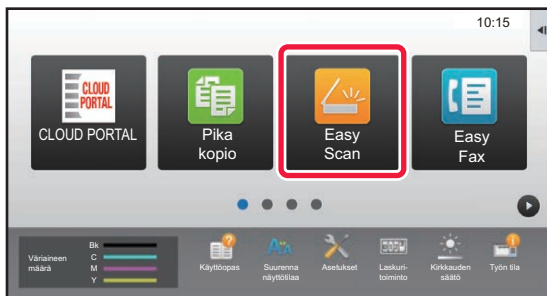 10:15
CLOUD
PORTAL
CLOUD PORTAL
Pika
kopio
Easy
Scan
Easy
Fax
Väriaineen
määrä
Bk
C
M
Y
Käyttöopas
Suurenna
näyttötilaa
Asetukset
Laskuri-
toiminto
Kirkkauden
säätö
Työn tila